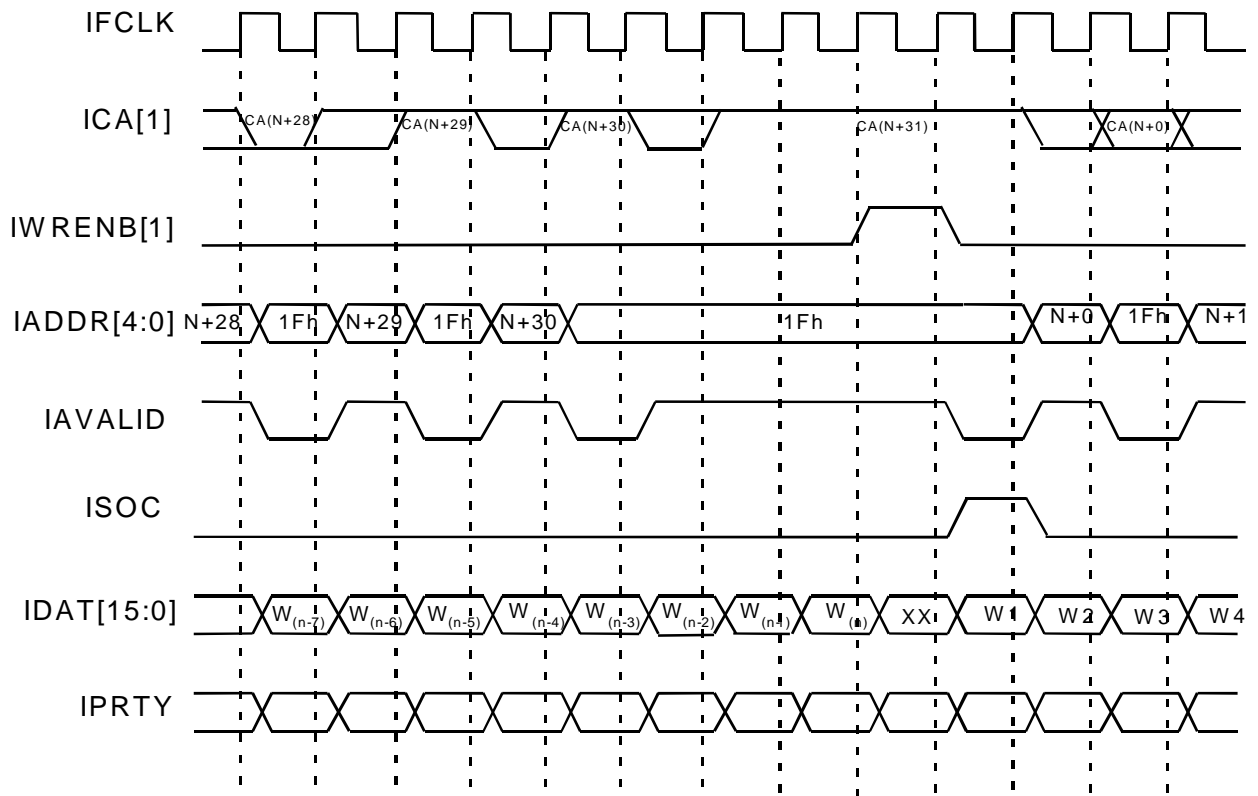 IFCLK
ICA[1] CA(N+28) CA(N+29) CA(N+30) CA(N+31) CA(N+0)
IWRENB[1]
IADDR[4:0] N+28 1Fh N+29 1Fh N+30 1Fh N+0 1Fh N+1
IAVALID
ISOC
IDAT[15:0] W(n-7) W(n-6) W(n-5) W(n-4) W(n-3) W(n-2) W(n-1) W(n) XX W1 W2 W3 W4
IPRTY